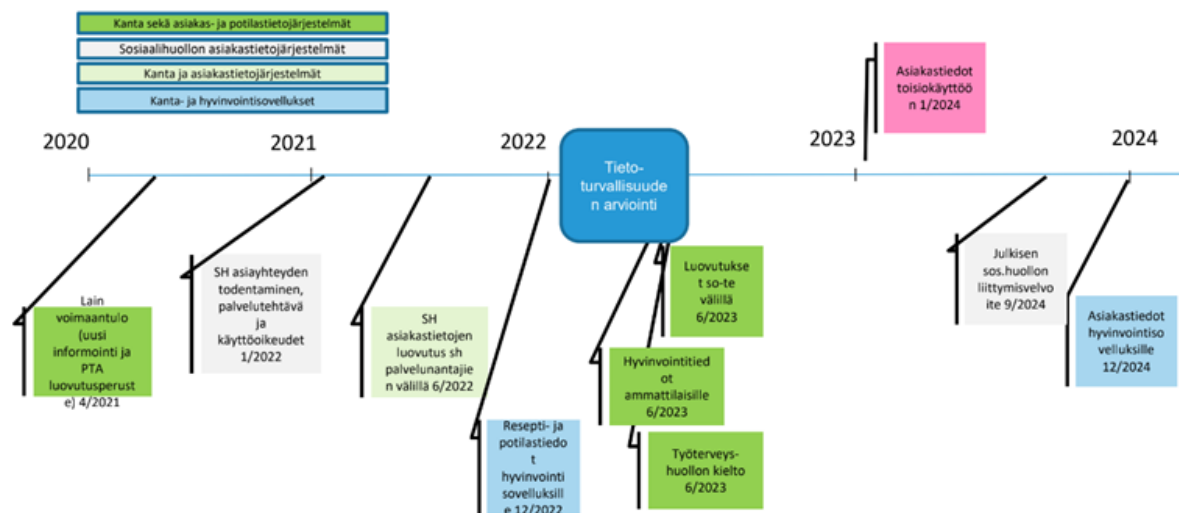 Kanta sekä asiakas- ja potilastietojärjestelmät
Sosiaalihuollon asiakastietojärjestelmät
Kanta ja asiakastietojärjestelmät
Kanta- ja hyvinvointisovellukset
2020
2021
2022
2023
2024
Tieto-
turvallisuude
n arviointi
Asiakastiedot
toisiokäyttöö
n 1/2024
Lain
voimaantulo
(uusi
informointi ja
PTA
luovutusperust
e) 4/2021
SH asiayhteyden
todentaminen,
palvelutehtävä
ja
käyttöoikeudet
1/2022
SH
asiakastietojen
luovutus sh
palvelunantajie
n välillä 6/2022
Resepti- ja
potilastiedo
t
hyvinvointi
sovelluksill
e 12/2022
Hyvinvointitied
ot
ammattilaisille
6/2023
Luovutukse
t so-te
välillä
6/2023
Työterveys-
huollon kielto
6/2023
Julkisen
sos.huollon
liittymisvelvo
ite 9/2024
Asiakastiedot
hyvinvointiso
velluksille
12/2024